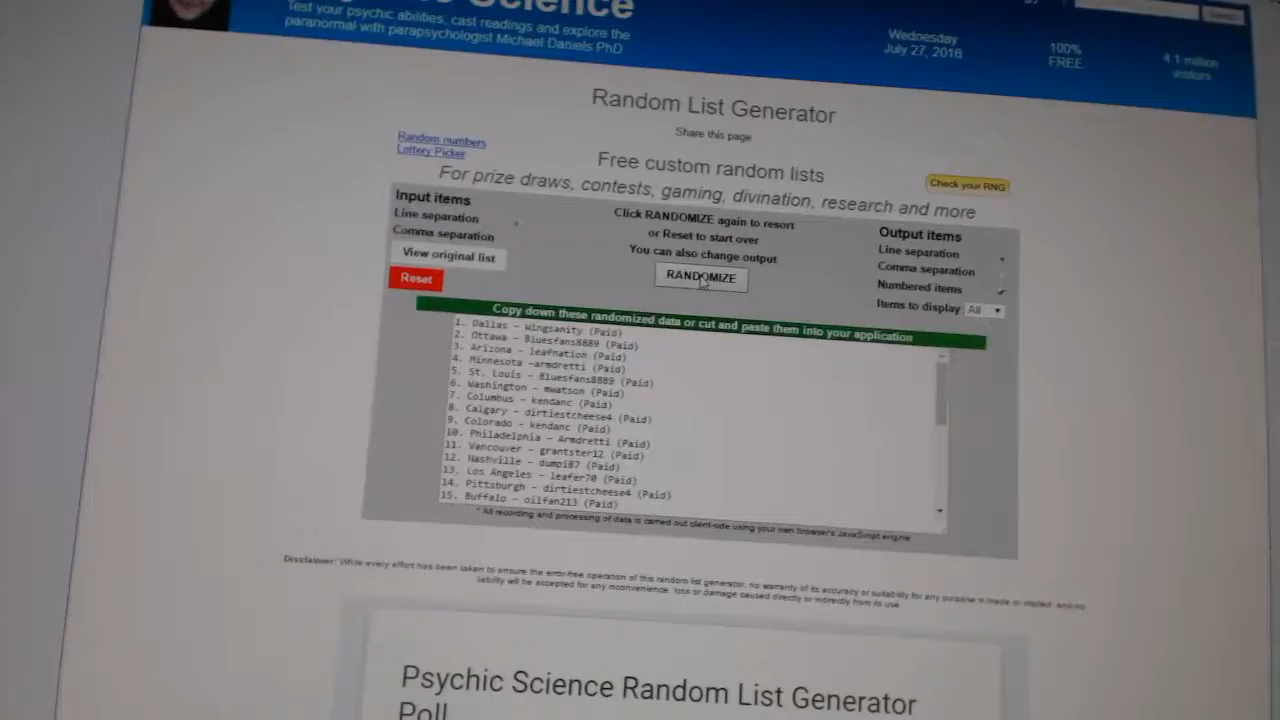 Science
Test your psychic abilities, cast readings and explore the
paranormal with parapsychologist Michael Daniels PhD
Wednesday
July 27, 2016
100%
FREE
4.1 million
visitors
Random List Generator
Share this page
Random numbers
Lottery Picker
Free custom random lists
For prize draws, contests, gaming, divination, research and more
Check your RNG
Input items
Line separation
Comma separation
View original list
Reset
Click RANDOMIZE again to resort
or Reset to start over
You can also change output
RANDOMIZE
Output items
Line separation
Comma separation
Numbered items
Items to display All
Copy down these randomized data or cut and paste them into your application
1. Dallas - wingsanity (Paid)
2. Ottawa - Bluesfans8889 (Paid)
3. Arizona - leafnation (Paid)
4. Minnesota -armdretti (Paid)
5. St. Louis - Bluesfans8889 (Paid)
6. Washington - mwatson (Paid)
7. Columbus - kendanc (Paid)
8. Calgary - dirtiestcheese4 (Paid)
9. Colorado - kendanc (Paid)
10. Philadelphia - Armdretti (Paid)
11. Vancouver - grantster12 (Paid)
12. Nashville - dumpi87 (Paid)
13. Los Angeles - leafer70 (Paid)
14. Pittsburgh - dirtiestcheese4 (Paid)
15. Buffalo - oilfan213 (Paid)
* All recording and processing of data is carried out client-side using your own browser's JavaScript engine
Disclaimer: While every effort has been taken to ensure the error-free operation of this random list generator, no warranty of its accuracy or suitability for any purpose is made or implied, and no
liability will be accepted for any inconvenience, loss or damage caused directly or indirectly from its use.
Psychic Science Random List Generator
Poll